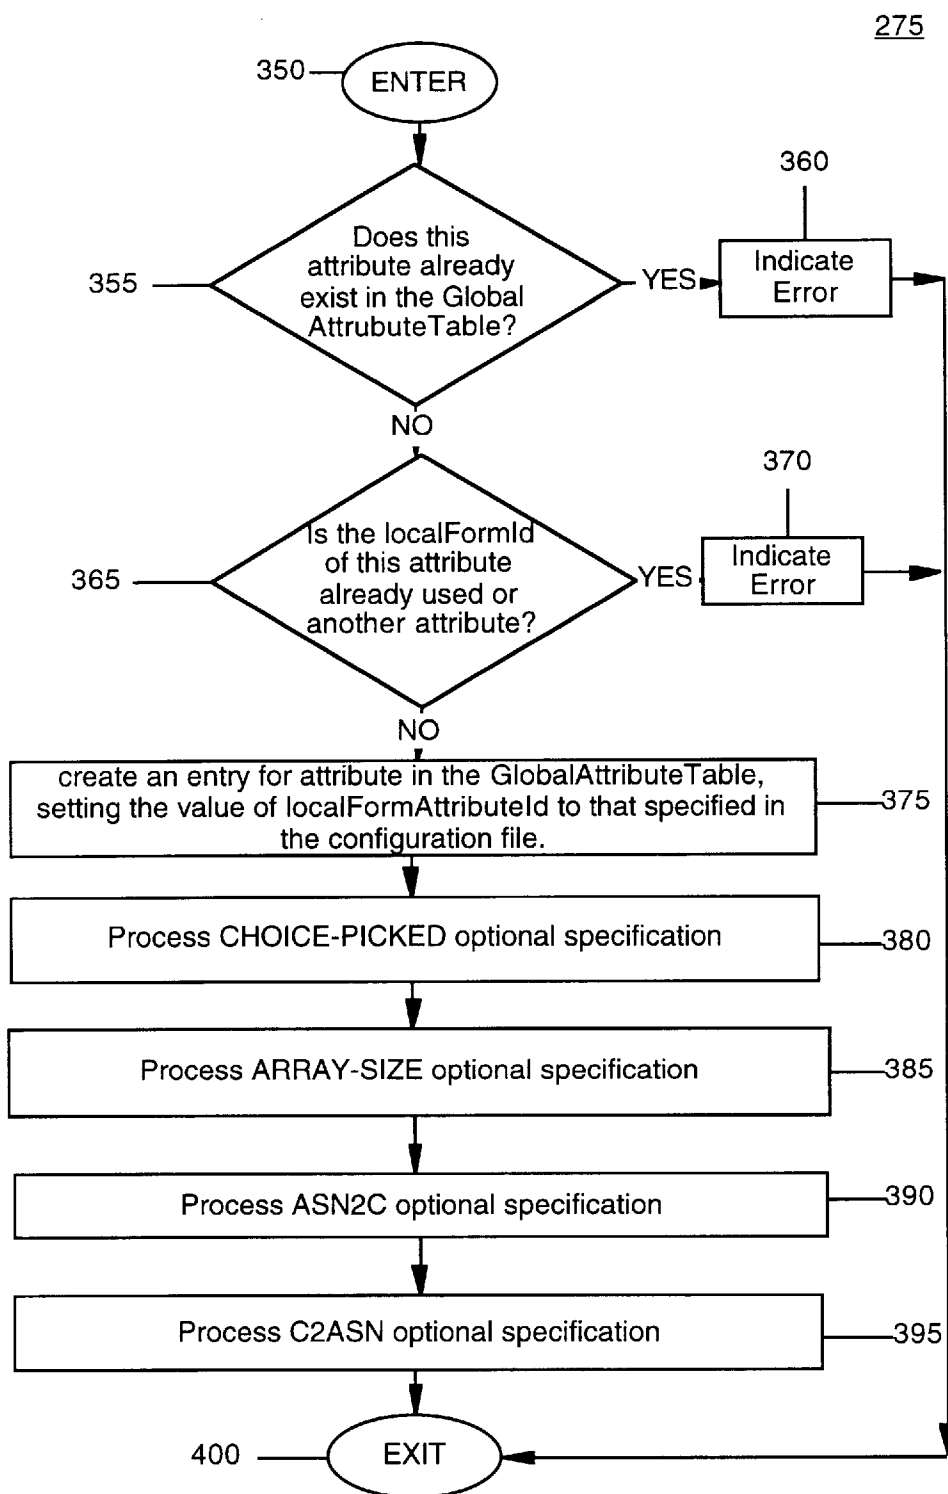 275
350
ENTER
360
Does this
attribute already
exist in the Global
AttrubuteTable?
355
YES
Indicate
Error
NO
370
Is the localFormId
of this attribute
already used or
another attribute?
365
YES
Indicate
Error
NO
create an entry for attribute in the GlobalAttributeTable,
setting the value of localFormAttributeId to that specified in
the configuration file.
375
Process CHOICE-PICKED optional specification
380
Process ARRAY-SIZE optional specification
385
Process ASN2C optional specification
390
Process C2ASN optional specification
395
400
EXIT